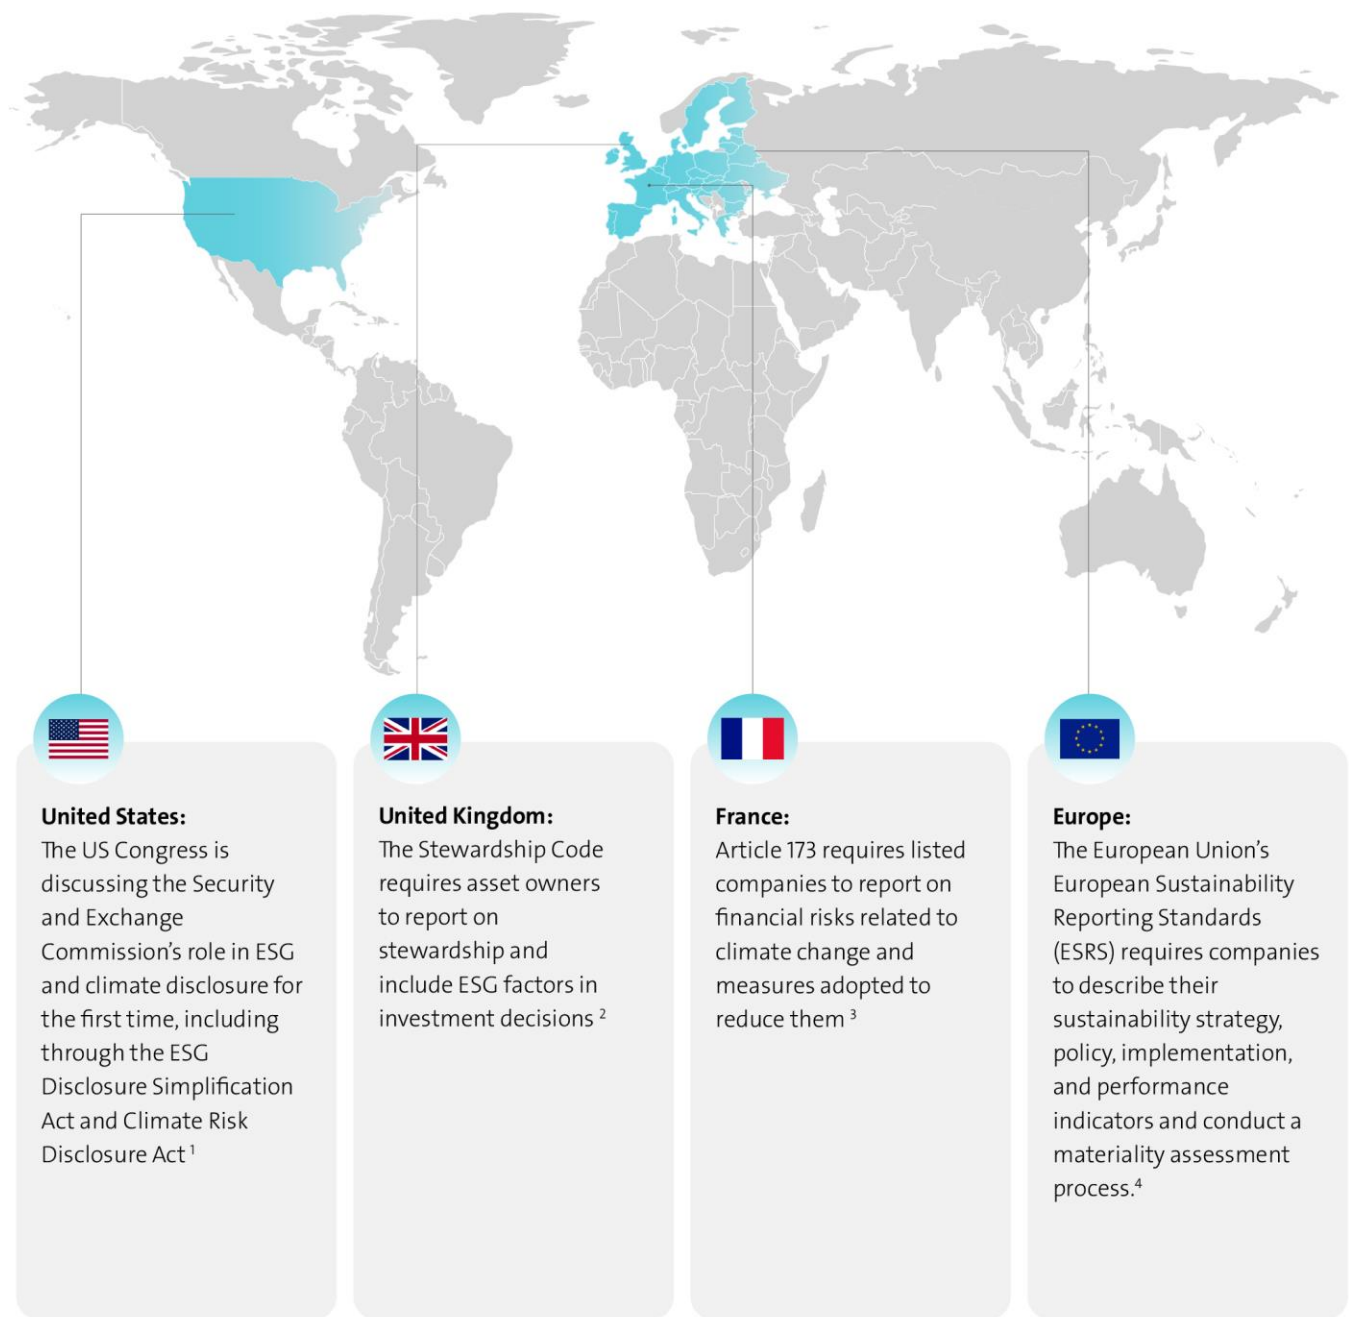 United States:
The US Congress is
discussing the Security
and Exchange
Commission’s role in ESG
and climate disclosure for
the first time, including
through the ESG
Disclosure Simplification
Act and Climate Risk
Disclosure Act ¹
United Kingdom:
The Stewardship Code
requires asset owners
to report on
stewardship and
include ESG factors in
investment decisions ²
France:
Article 173 requires listed
companies to report on
financial risks related to
climate change and
measures adopted to
reduce them ³
Europe:
The European Union’s
European Sustainability
Reporting Standards
(ESRS) requires companies
to describe their
sustainability strategy,
policy, implementation,
and performance
indicators and conduct a
materiality assessment
process.⁴